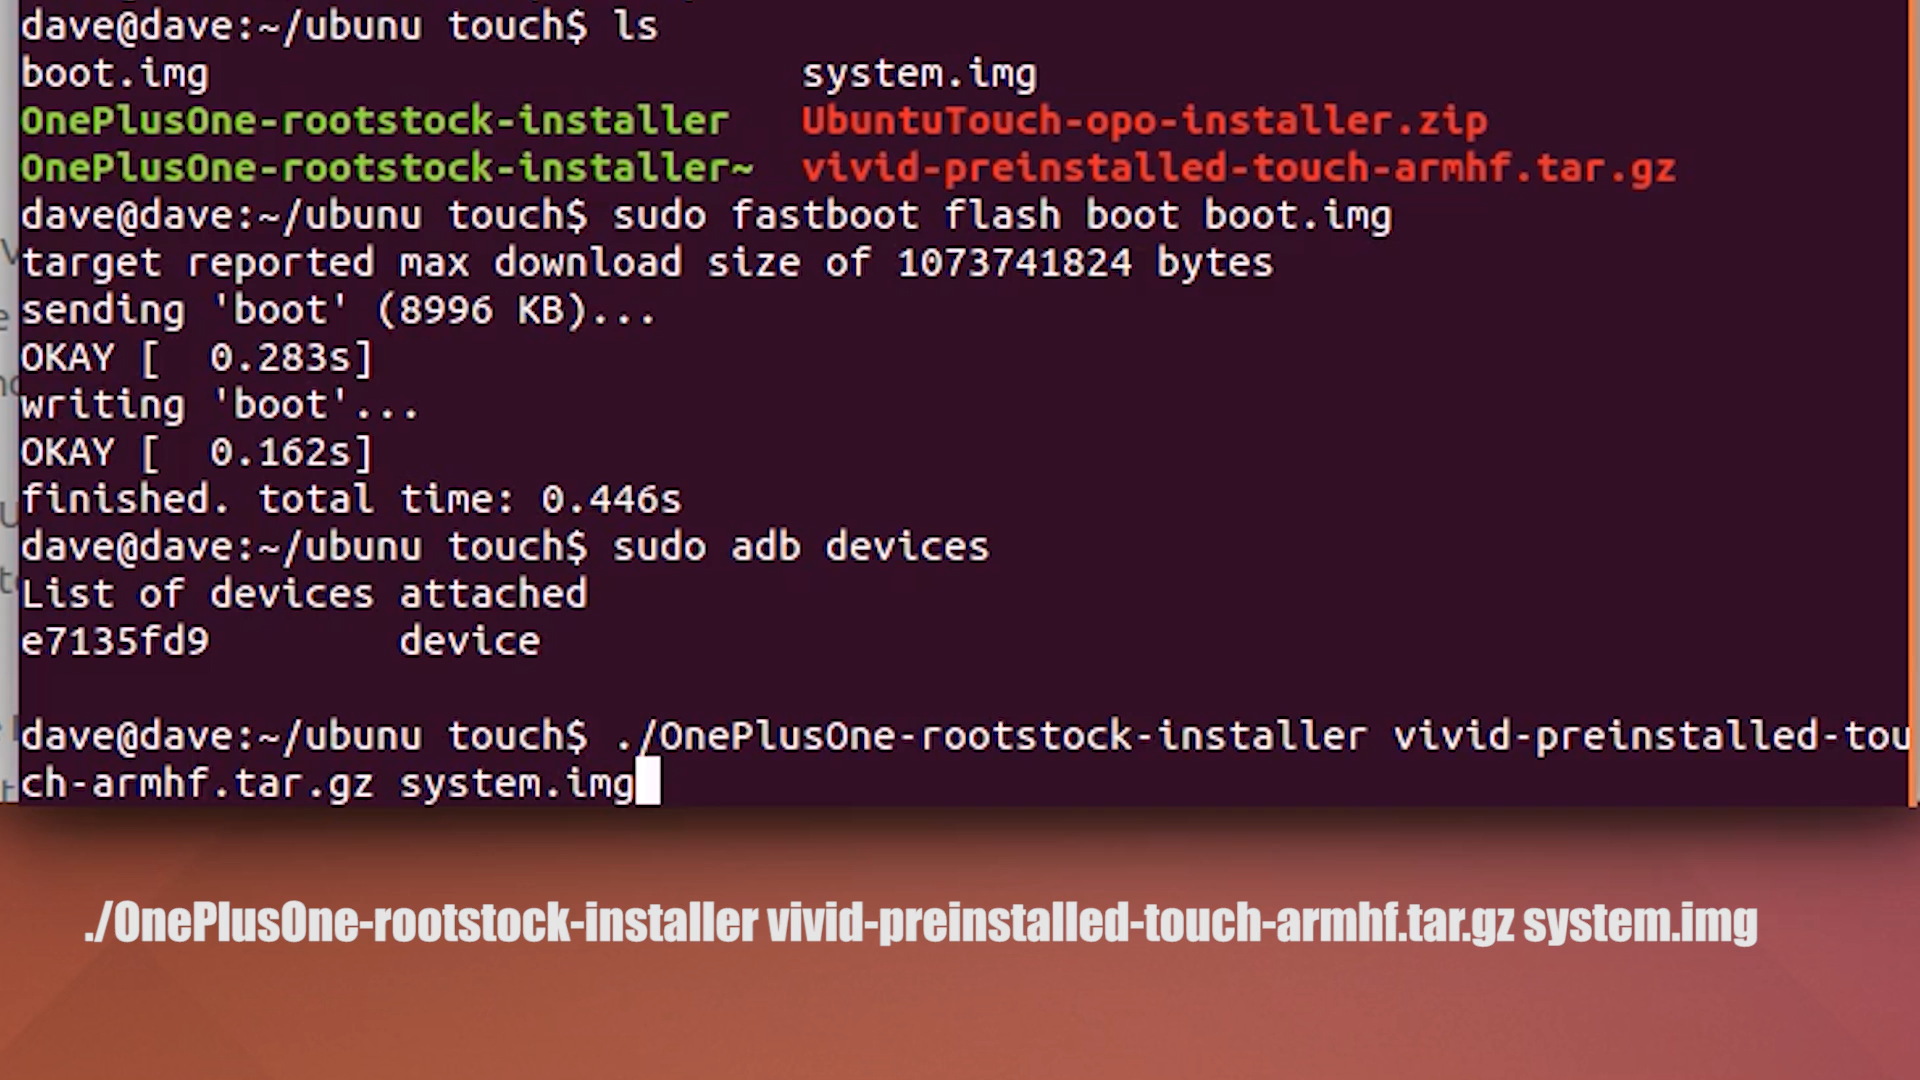 dave@dave:~/ubunu touch$ ls
boot.img system.img
OnePlusOne-rootstock-installer UbuntuTouch-opo-installer.zip
OnePlusOne-rootstock-installer~ vivid-preinstalled-touch-armhf.tar.gz
dave@dave:~/ubunu touch$ sudo fastboot flash boot boot.img
target reported max download size of 1073741824 bytes
sending 'boot' (8996 KB)...
OKAY [  0.283s]
writing 'boot'...
OKAY [  0.162s]
finished. total time: 0.446s
dave@dave:~/ubunu touch$ sudo adb devices
List of devices attached
e7135fd9 device
dave@dave:~/ubunu touch$ ./OnePlusOne-rootstock-installer vivid-preinstalled-tou
ch-armhf.tar.gz system.img
./OnePlusOne-rootstock-installer vivid-preinstalled-touch-armhf.tar.gz system.img